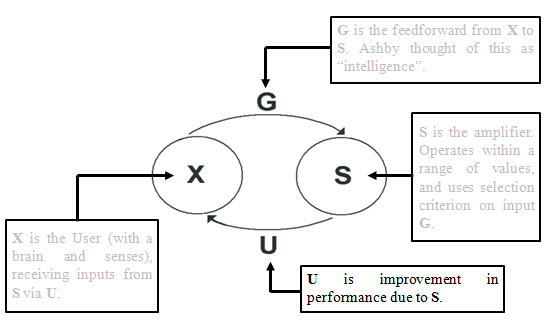 G is the feedforward from X to
S. Ashby thought of this as
“intelligence”.
G
S is the amplifier.
Operates within a
range of values,
and uses selection
criterion on input
G.
X
S
X is the User (with a
brain and senses),
receiving inputs from
S via U.
U
U is improvement in
performance due to S.